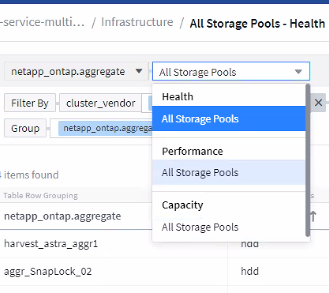 -service-multi... / Infrastructure / All Storage Pools - Health
netapp_ontap.aggregate All Storage Pools
Health
Filter By cluster_vendor
All Storage Pools
Group netapp_ontap.aggrega
Performance
All Storage Pools
items found
Table Row Grouping
Capacity
netapp_ontap.aggregate
All Storage Pools
harvest_astra_aggr1 hdd
aggr_SnapLock_02 hdd